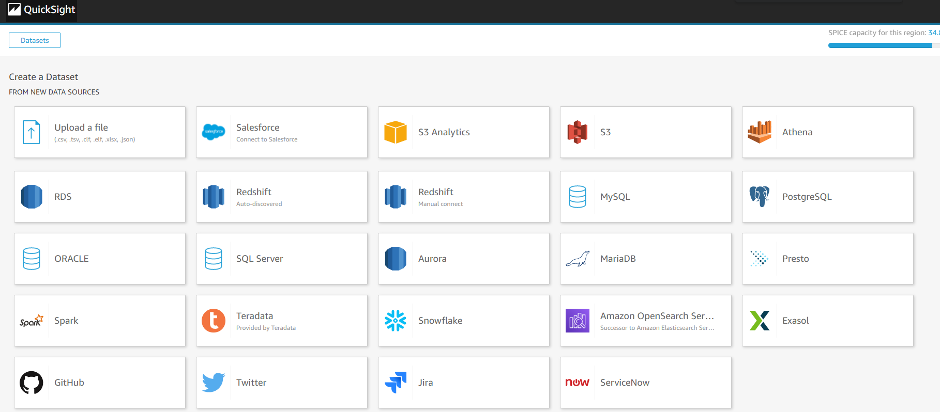 QuickSight
Datasets
SPICE capacity for this region: 34.
Create a Dataset
FROM NEW DATA SOURCES
Upload a file
(.csv, .tsv, .clf, .elf, .xlsx, .json)
Salesforce
Connect to Salesforce
S3 Analytics
S3
Athena
RDS
Redshift
Auto-discovered
Redshift
Manual connect
MySQL
PostgreSQL
ORACLE
SQL Server
Aurora
MariaDB
Presto
Spark
Teradata
Provided by Teradata
Snowflake
Amazon OpenSearch Ser...
Successor to Amazon Elasticsearch Ser...
Exasol
GitHub
Twitter
Jira
now
ServiceNow